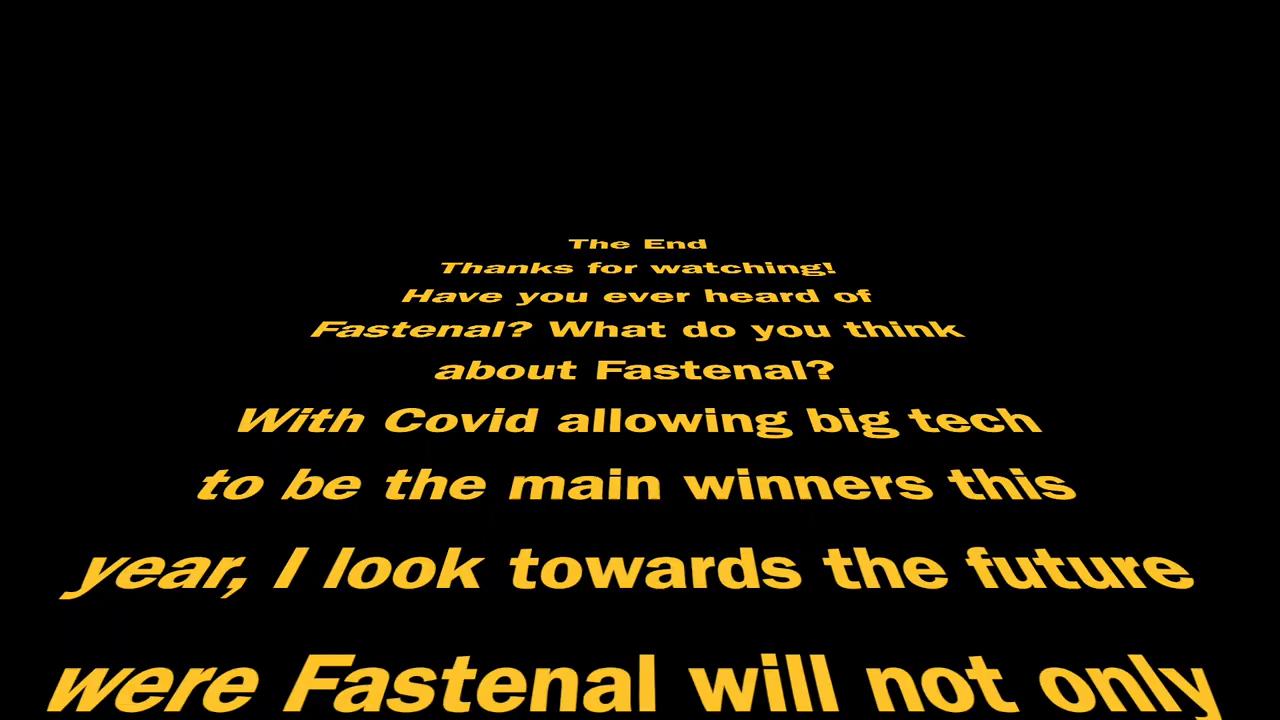 The End
Thanks for watching!
Have you ever heard of
Fastenal? What do you think
about Fastenal?
With Covid allowing big tech
to be the main winners this
year, I look towards the future
were Fastenal will not only